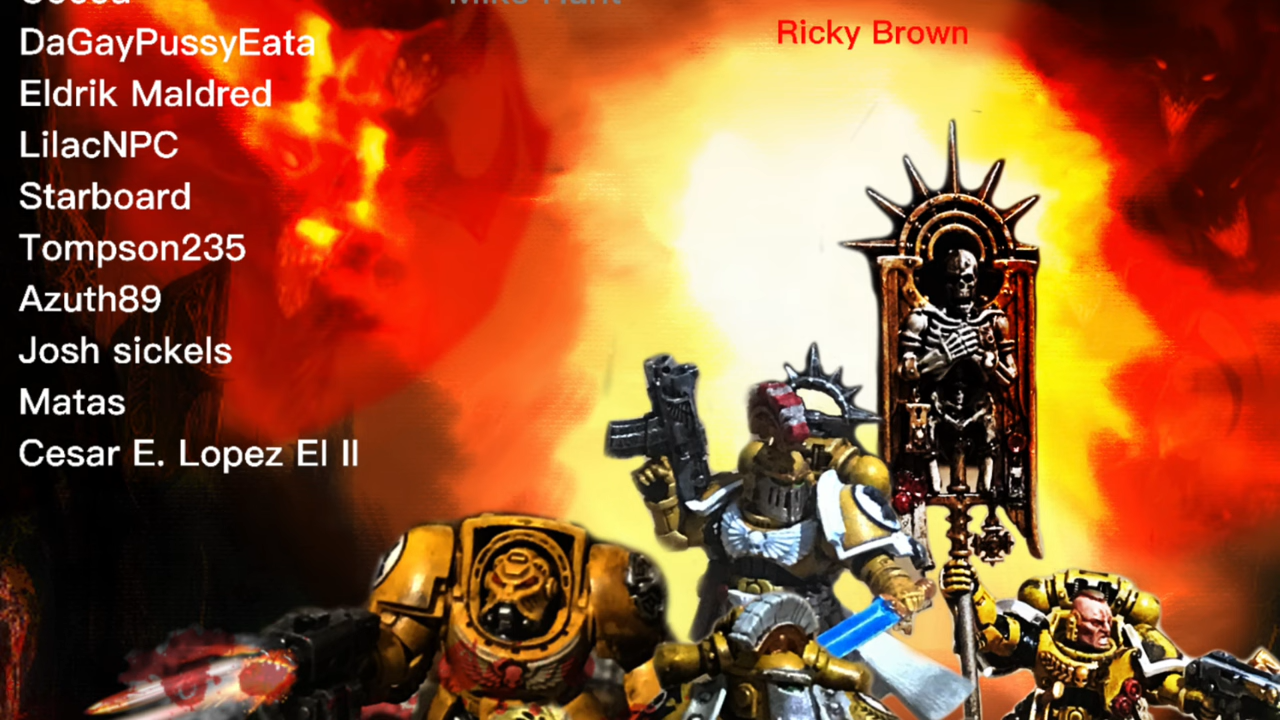 Ricky Brown
DaGayPussyEata
Eldrik Maldred
LilacNPC
Starboard
Tompson235
Azuth89
Josh sickels
Matas
Cesar E. Lopez El II